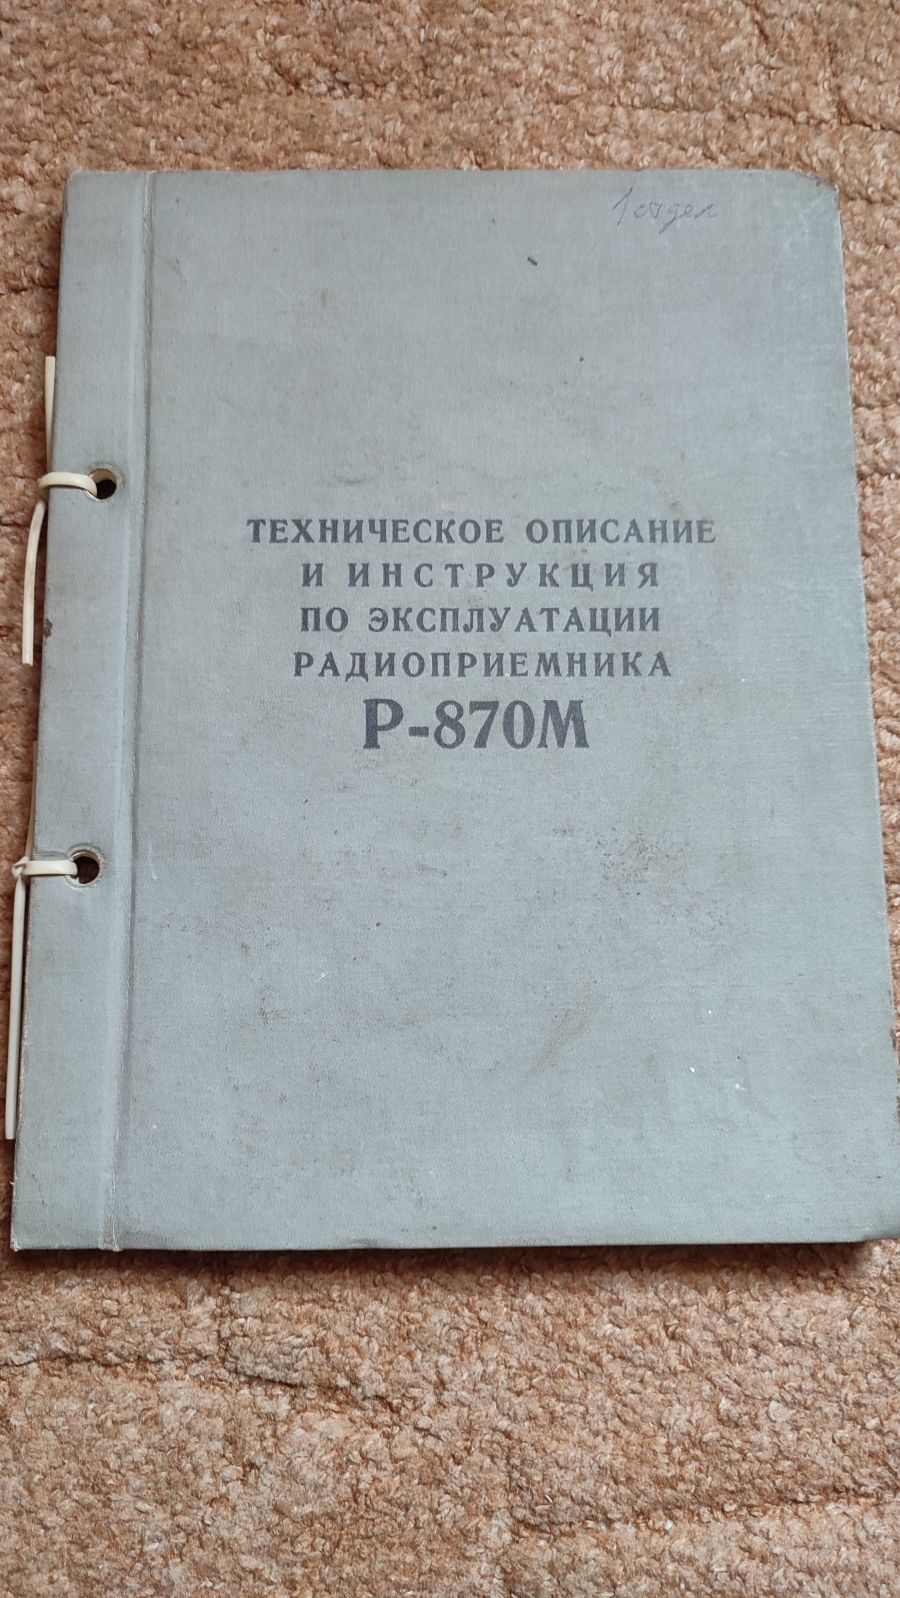 1 отдел
ТЕХНИЧЕСКОЕ ОПИСАНИЕ
И ИНСТРУКЦИЯ
ПО ЭКСПЛУАТАЦИИ
РАДИОПРИЕМНИКА
Р-870М